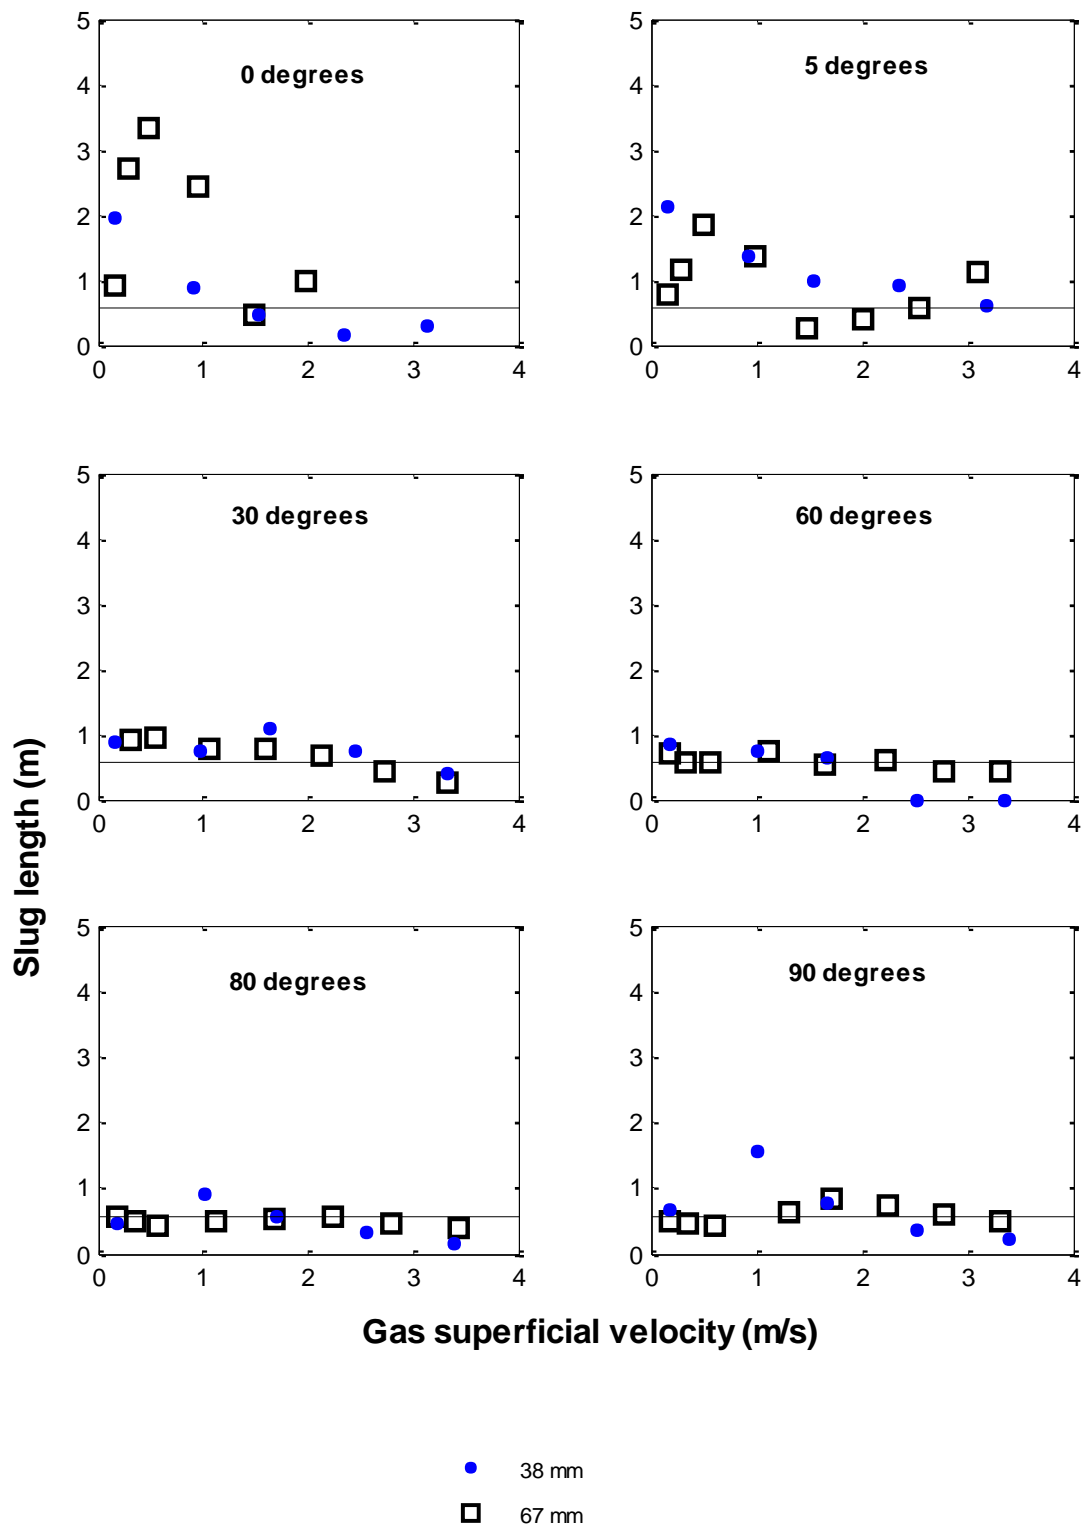 5
4
3
2
1
0
0 degrees
0 1 2 3 4
5
4
3
2
1
0
5 degrees
0 1 2 3 4
5
4
3
2
1
0
30 degrees
0 1 2 3 4
5
4
3
2
1
0
60 degrees
0 1 2 3 4
Slug length (m)
5
4
3
2
1
0
80 degrees
0 1 2 3 4
5
4
3
2
1
0
90 degrees
0 1 2 3 4
Gas superficial velocity (m/s)
38 mm
67 mm